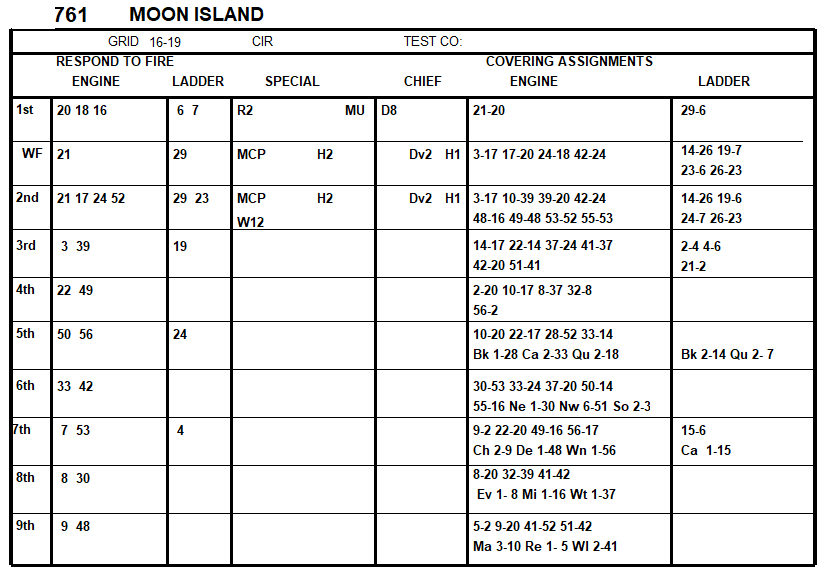 761 MOON ISLAND
GRID 16-19 CIR TEST CO:
RESPOND TO FIRE COVERING ASSIGNMENTS
ENGINE LADDER SPECIAL CHIEF ENGINE LADDER
1st 20 18 16 6 7 R2 MU D8 21-20 29-6
WF 21 29 MCP H2 Dv2 H1 3-17 17-20 24-18 42-24 14-26 19-7
23-6 26-23
2nd 21 17 24 52 29 23 MCP H2 Dv2 H1 3-17 10-39 39-20 42-24 14-26 19-6
W12 48-16 49-48 53-52 55-53 24-7 26-23
3rd 3 39 19 14-17 22-14 37-24 41-37 2-4 4-6
42-20 51-41 21-2
4th 22 49 2-20 10-17 8-37 32-8
56-2
5th 50 56 24 10-20 22-17 28-52 33-14
Bk 1-28 Ca 2-33 Qu 2-18 Bk 2-14 Qu 2- 7
6th 33 42 30-53 33-24 37-20 50-14
55-16 Ne 1-30 Nw 6-51 So 2-3
7th 7 53 4 9-2 22-20 49-16 56-17 15-6
Ch 2-9 De 1-48 Wn 1-56 Ca 1-15
8th 8 30 8-20 32-39 41-42
Ev 1- 8 Mi 1-16 Wt 1-37
9th 9 48 5-2 9-20 41-52 51-42
Ma 3-10 Re 1- 5 Wl 2-41